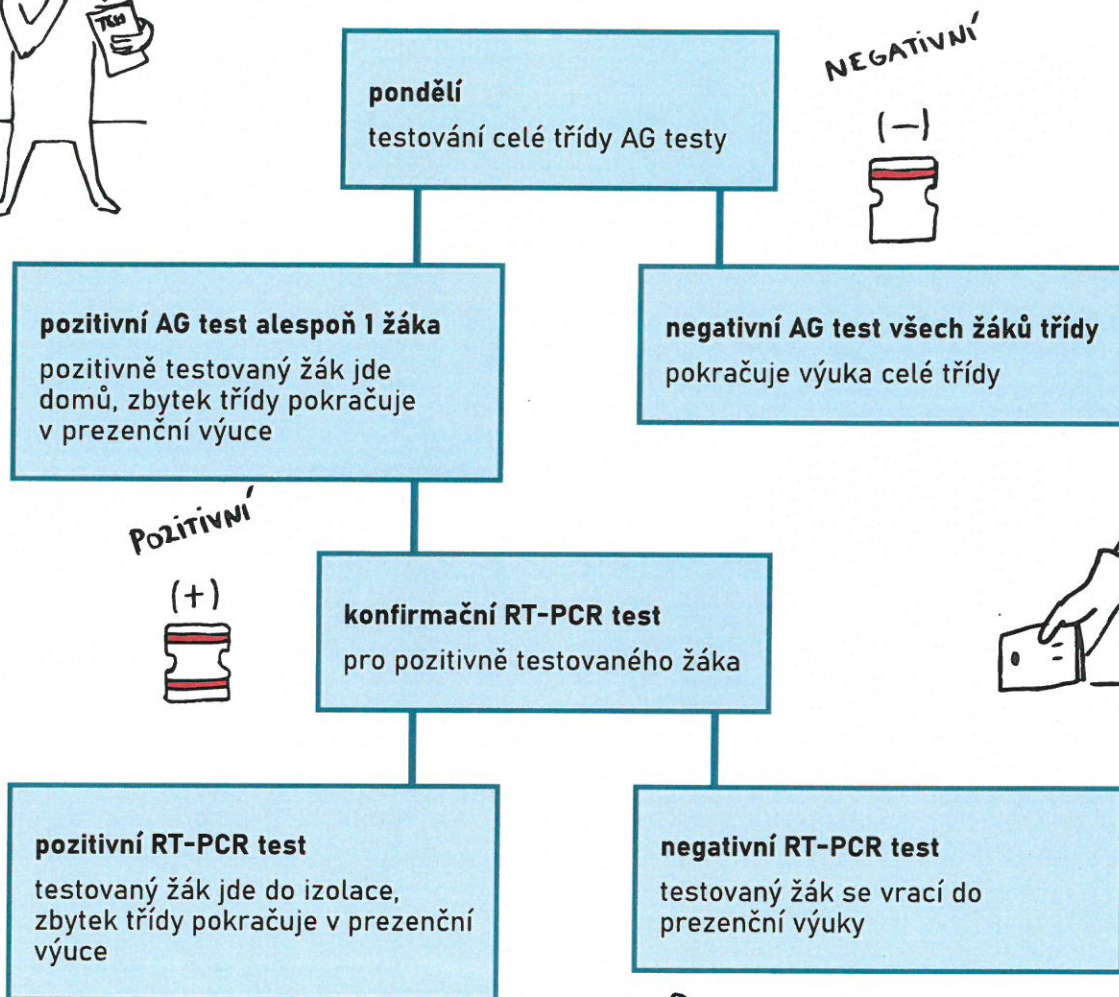 TEST
NEGATIVNÍ
(-)
pondělí
testování celé třídy AG testy
pozitivní AG test alespoň 1 žáka
pozitivně testovaný žák jde
domů, zbytek třídy pokračuje
v prezenční výuce
negativní AG test všech žáků třídy
pokračuje výuka celé třídy
POZITIVNÍ
(+)
konfirmační RT-PCR test
pro pozitivně testovaného žáka
pozitivní RT-PCR test
testovaný žák jde do izolace,
zbytek třídy pokračuje v prezenční
výuce
negativní RT-PCR test
testovaný žák se vrací do
prezenční výuky